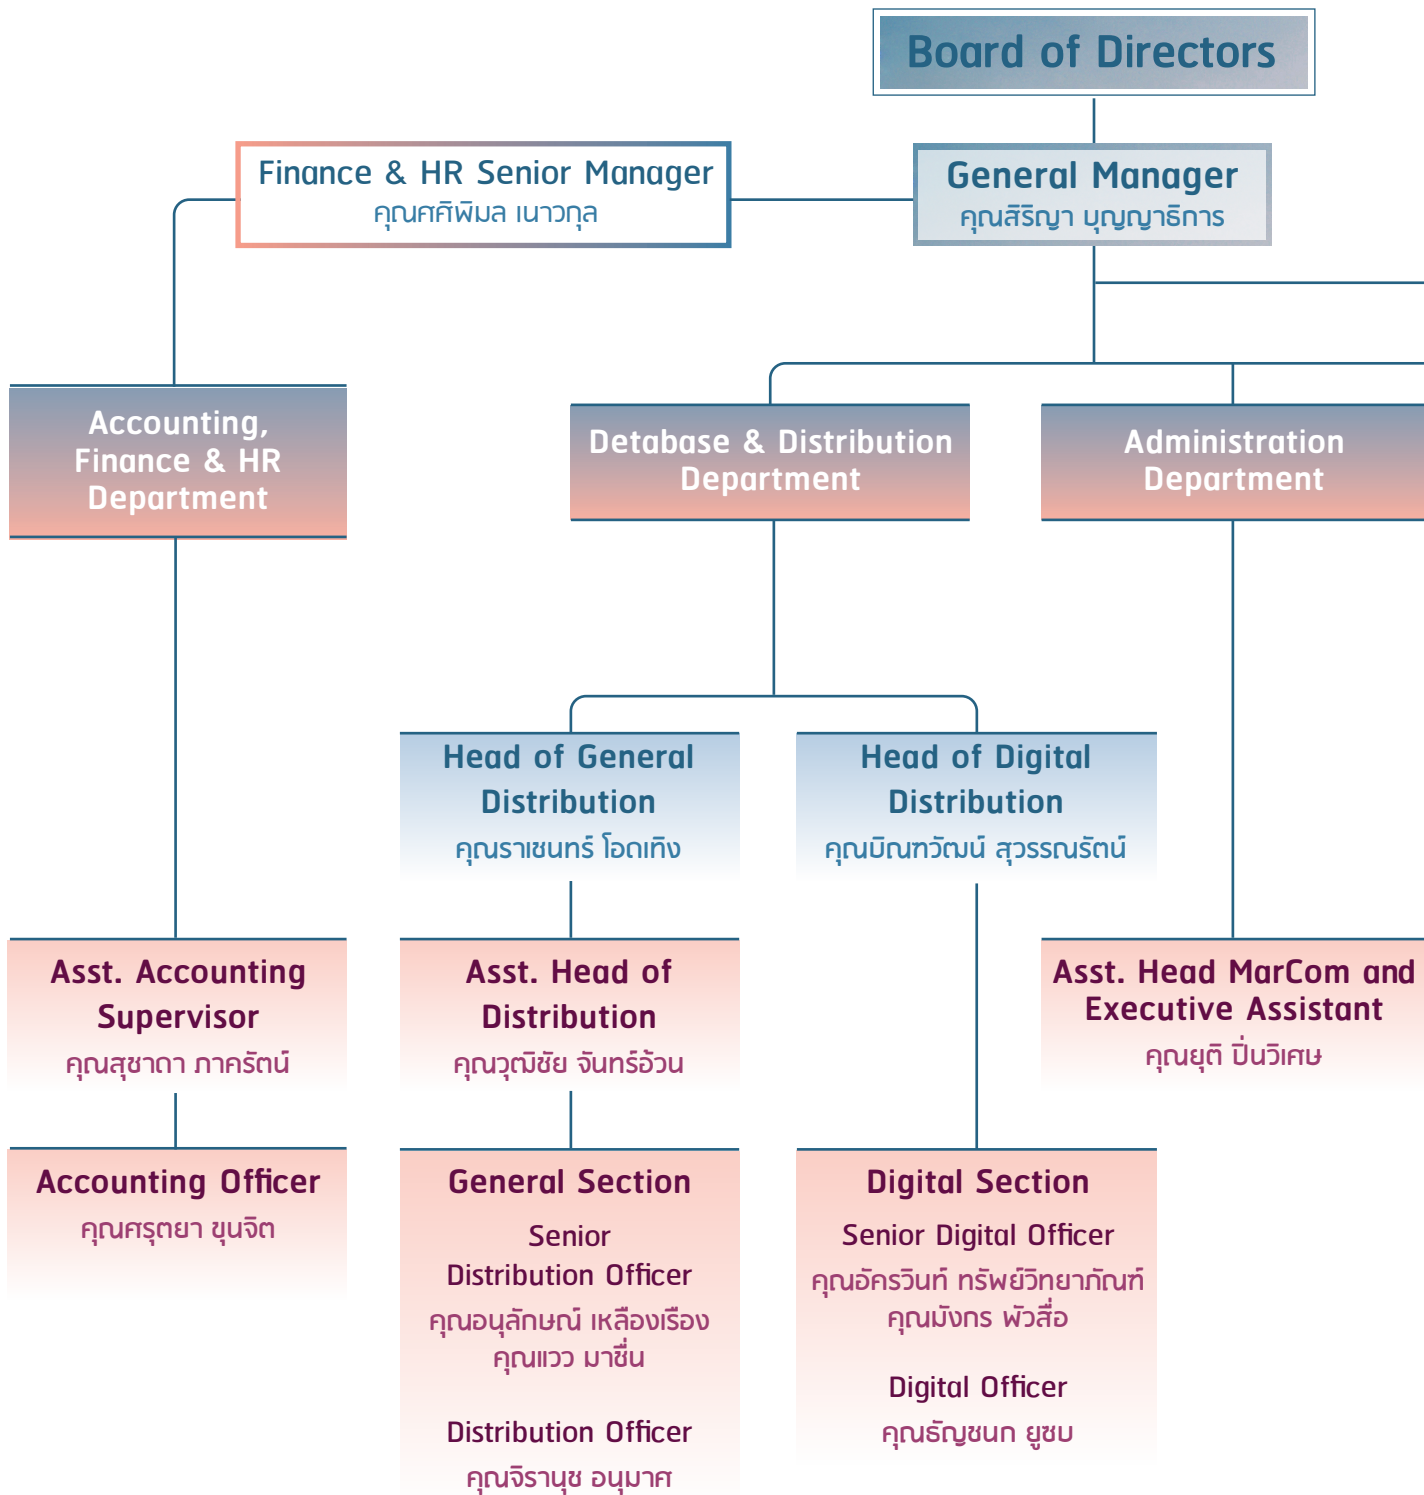 Board of Directors
Finance & HR Senior Manager
คุณศศิพิมล เนาวกุล
General Manager
คุณสิริญา บุญญาธิการ
Accounting,
Finance & HR
Department
Detabase & Distribution
Department
Administration
Department
Head of General
Distribution
คุณราเชนทร์ โอดเทิง
Head of Digital
Distribution
คุณบิณฑวัฒน์ สุวรรณรัตน์
Asst. Accounting
Supervisor
คุณสุชาดา ภาครัตน์
Asst. Head of
Distribution
คุณวุฒิชัย จันทร์อ้วน
Asst. Head MarCom and
Executive Assistant
คุณยุติ ปิ่นวิเศษ
Accounting Officer
คุณศรุตยา ขุนจิต
General Section
Senior
Distribution Officer
คุณอนุลักษณ์ เหลืองเรือง
คุณแวว มาชื่น
Distribution Officer
คุณจิรานุช อนุมาศ
Digital Section
Senior Digital Officer
คุณอัครวินท์ ทรัพย์วิทยาภัณฑ์
คุณมังกร พัวสื่อ
Digital Officer
คุณธัญชนก ยูซบ